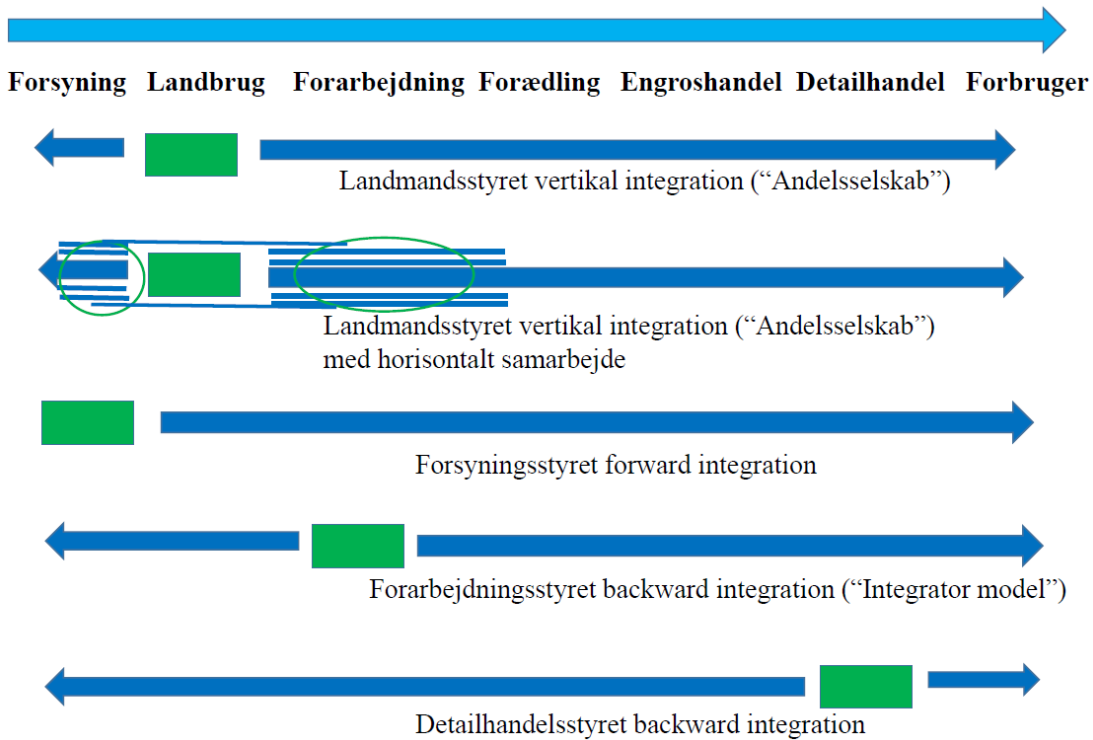 Forsyning Landbrug Forarbejdning Forædling Engroshandel Detailhandel Forbruger
Landmandsstyret vertikal integration (“Andelsselskab”)
Landmandsstyret vertikal integration (“Andelsselskab”)
med horisontalt samarbejde
Forsyningsstyret forward integration
Forarbejdningsstyret backward integration (“Integrator model”)
Detailhandelsstyret backward integration